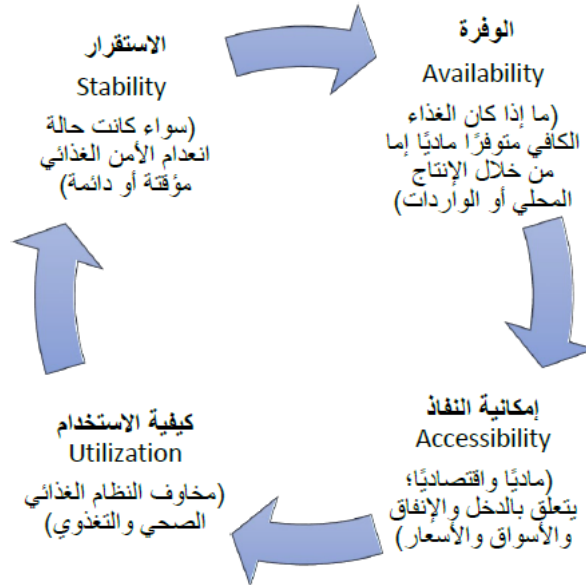 الوفرة
Availability
(ما إذا كان الغذاء
الكافي متوفرًا ماديًا إما
من خلال الإنتاج
المحلي أو الواردات)
إمكانية النفاذ
Accessibility
(ماديًا واقتصاديًا؛
يتعلق بالدخل والإنفاق
والأسواق والأسعار)
كيفية الاستخدام
Utilization
(مخاوف النظام الغذائي
الصحي والتغذوي)
الاستقرار
Stability
(سواء كانت حالة
انعدام الأمن الغذائي
مؤقتة أو دائمة)